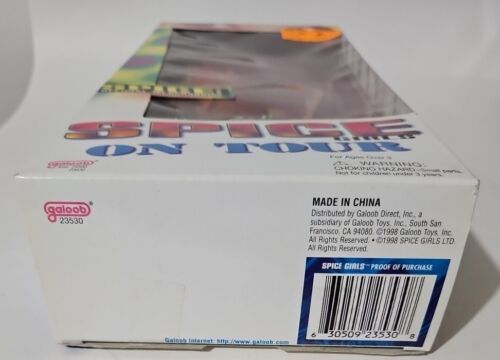 SPICE
GIRLS
ON TOUR
galoob
For Ages Over 3
WARNING:
CHOKING HAZARD-Small parts.
Not for children under 3 years.
galoob
23530
MADE IN CHINA
Distributed by Galoob Direct, Inc., a
subsidiary of Galoob Toys, Inc., South San
Francisco, CA 94080. ©1998 Galoob Toys, Inc.
All Rights Reserved. • ©1998 SPICE GIRLS LTD.
All Rights Reserved.
SPICE GIRLS™ PROOF OF PURCHASE
6 30509 23530 8
Galoob Internet: http://www.galoob.com